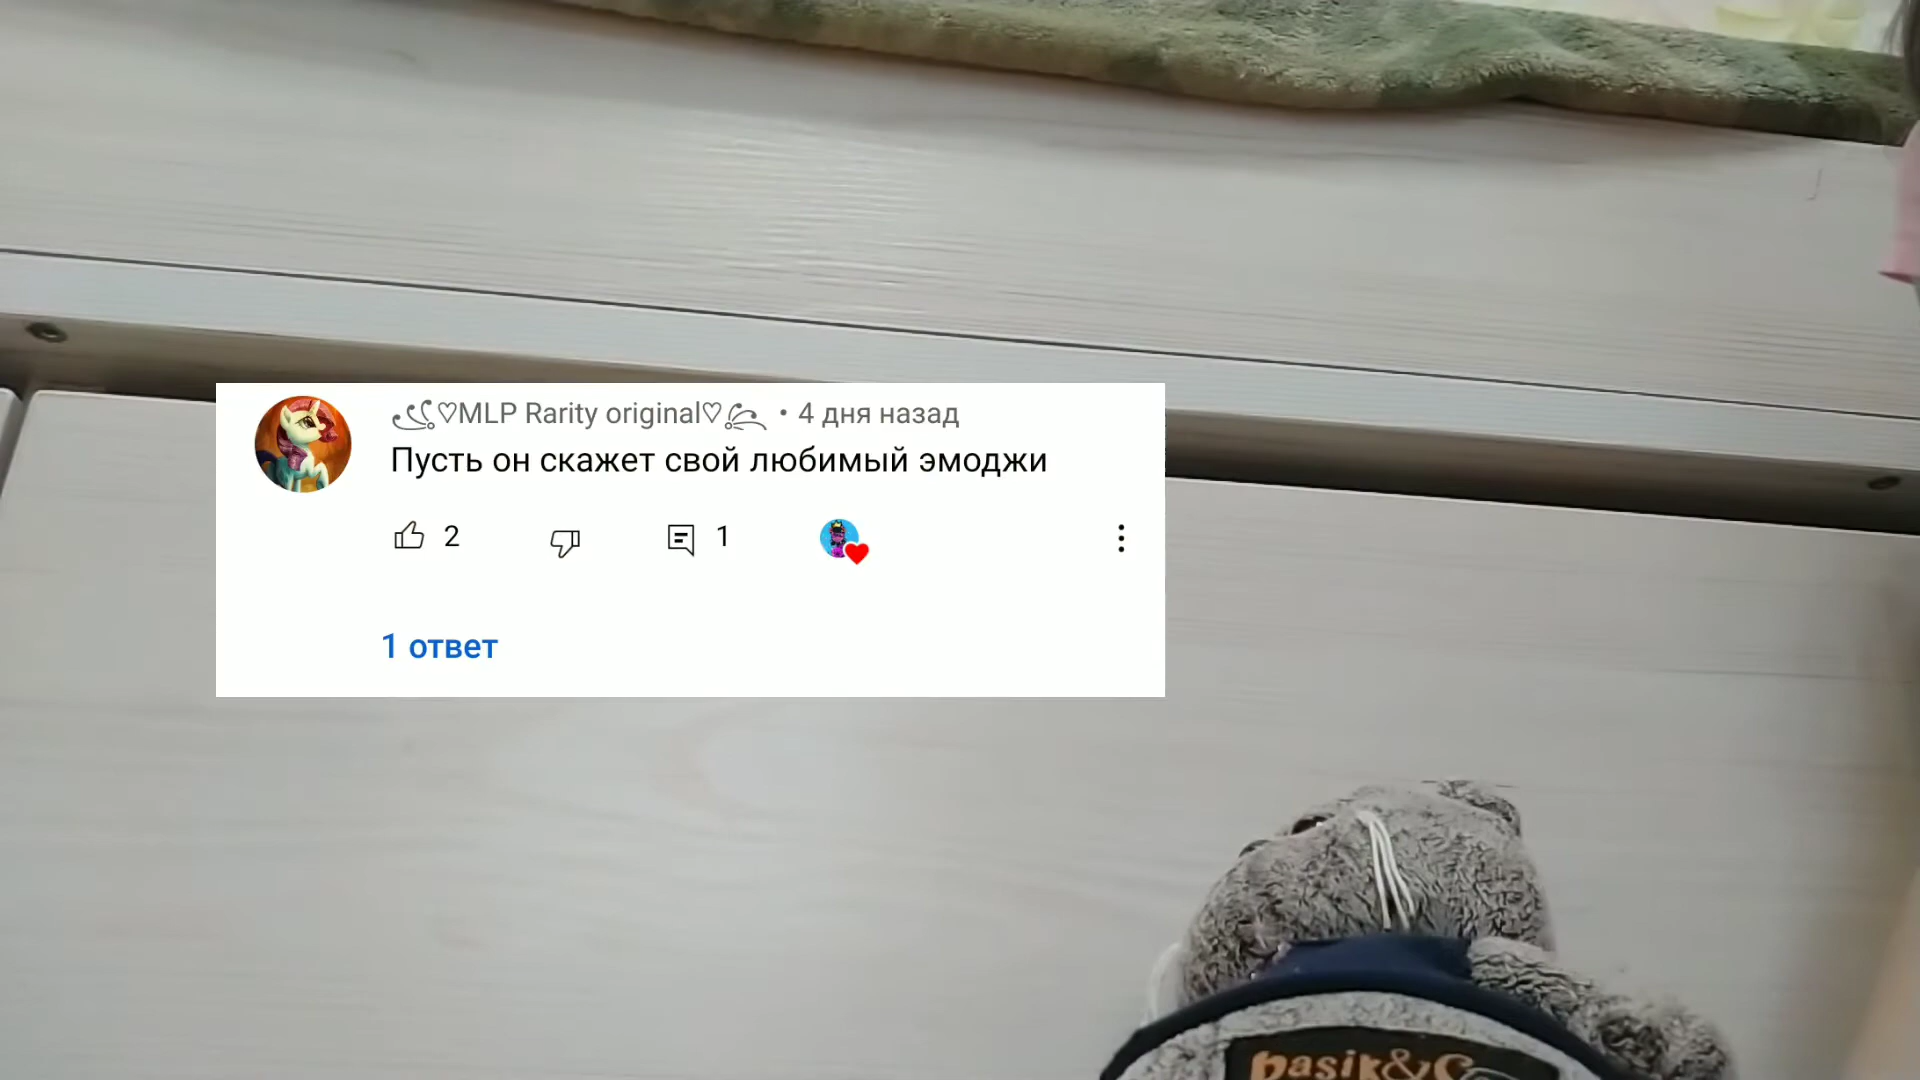 ♡MLP Rarity original♡ • 4 дня назад
Пусть он скажет свой любимый эмоджи
2 1
1 ответ
basik&C